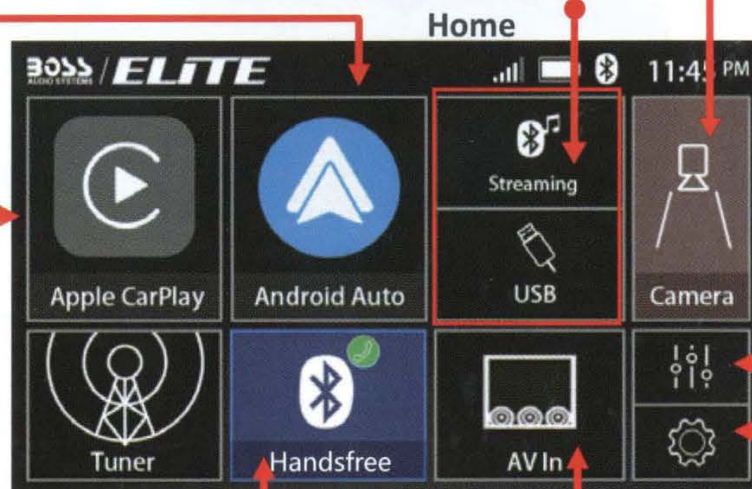 Home
BOSS AUDIO SYSTEMS / ELITE
11:45 PM
Streaming
Apple CarPlay
Android Auto
USB
Camera
Tuner
Handsfree
AV In